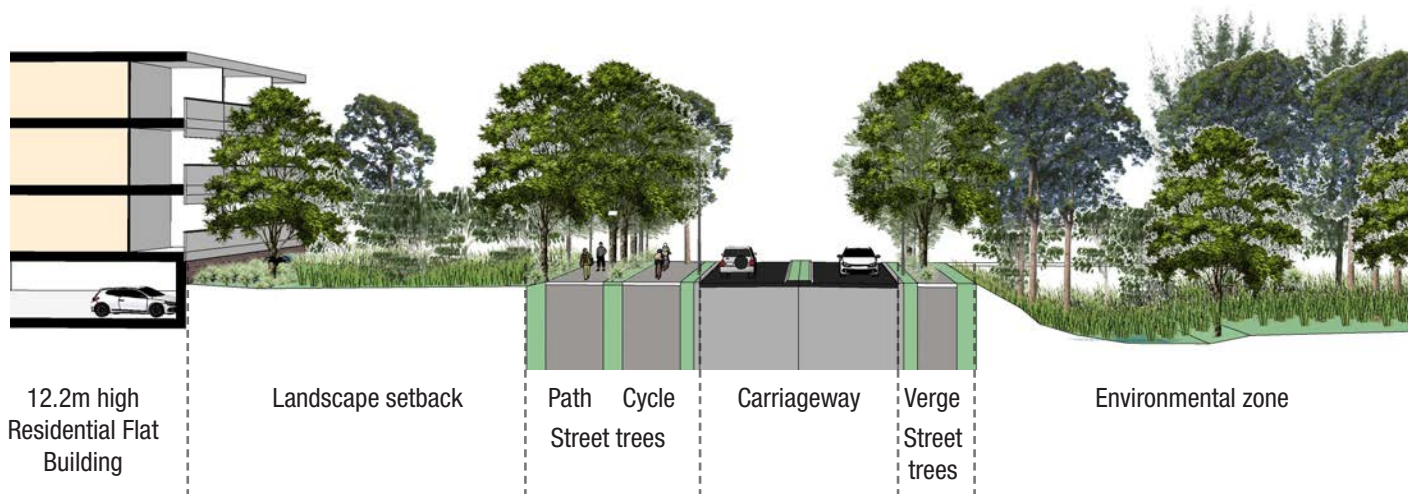 12.2m high
Residential Flat
Building
Landscape setback
Path Cycle
Street trees
Carriageway
Verge
Street
trees
Environmental zone